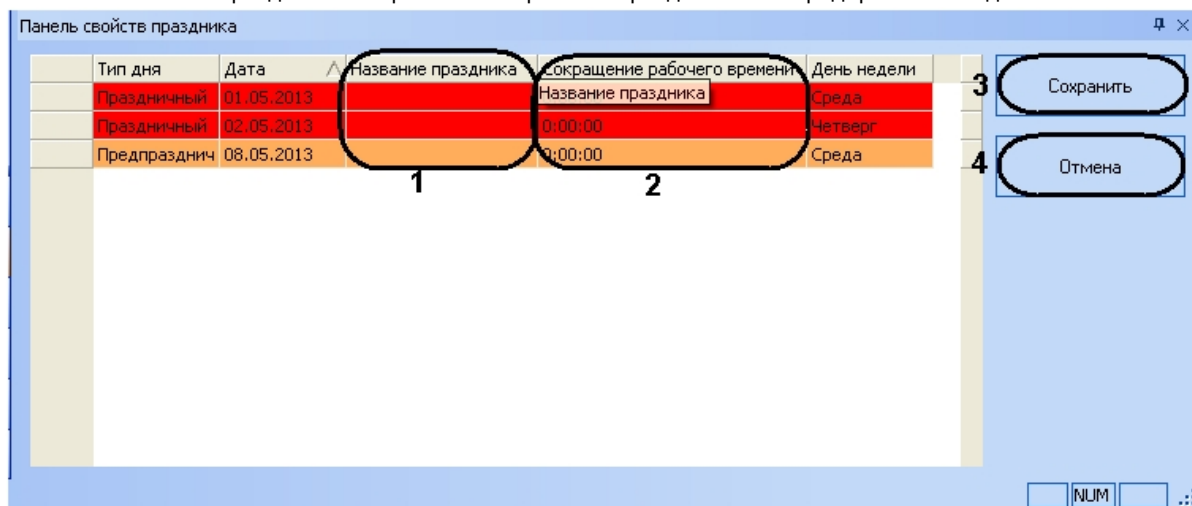 Панель свойств праздника
Тип дня Дата Название праздника Сокращение рабочего времени День недели
Праздничный 01.05.2013 Название праздника Среда
Праздничный 02.05.2013 0:00:00 Четверг
Предпразднич 08.05.2013 0:00:00 Среда
1 2
3 Сохранить
4 Отмена
NUM